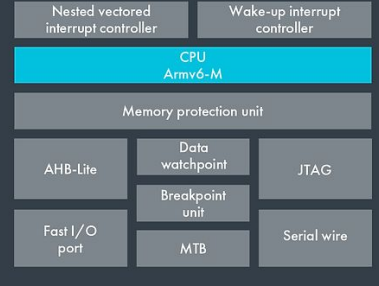 Nested vectored
interrupt controller
Wake-up interrupt
controller
CPU
Armv6-M
Memory protection unit
AHB-Lite
Data
watchpoint
JTAG
Breakpoint
unit
Fast I/O
port
MTB
Serial wire